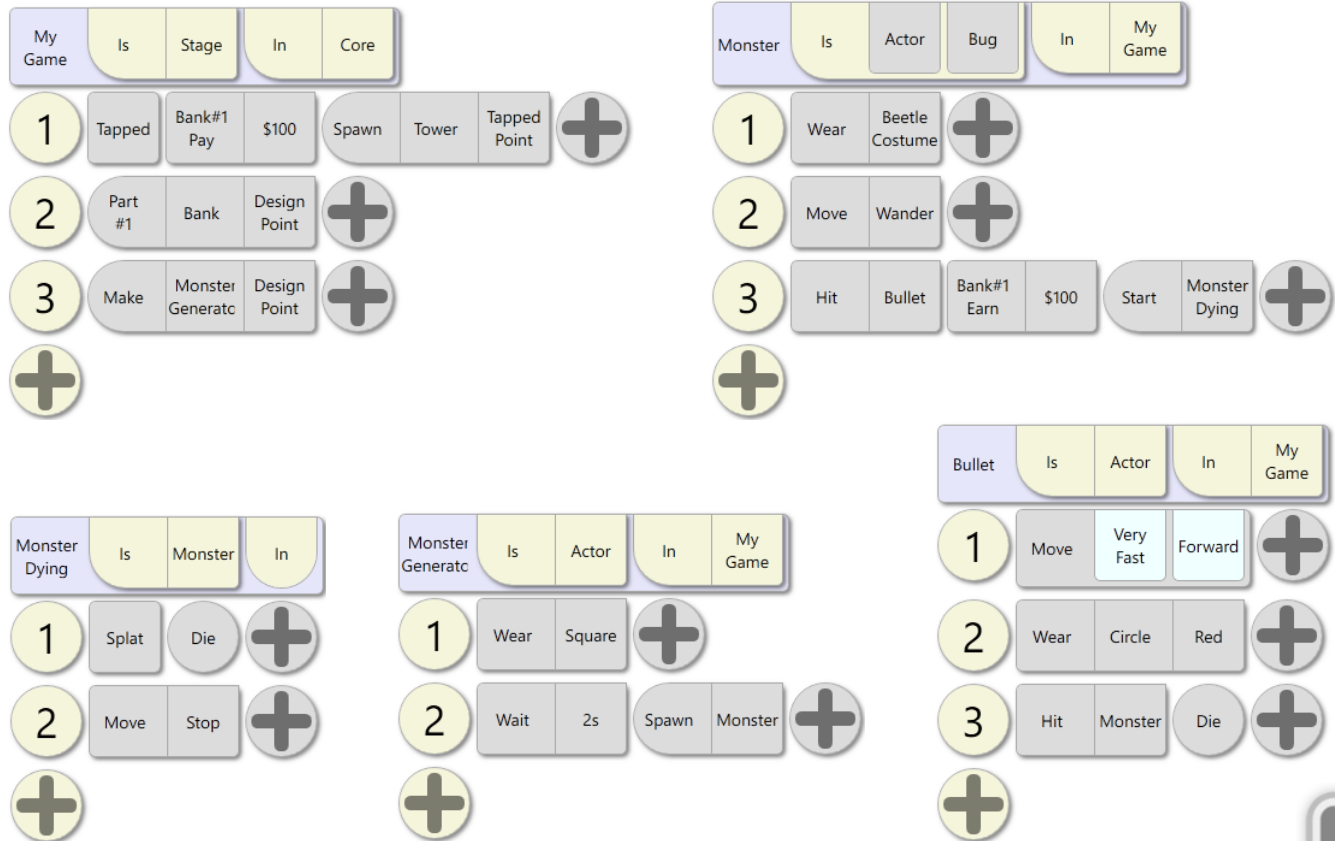 My Game Is Stage In Core
1 Tapped Bank#1 Pay $100 Spawn Tower Tapped Point
2 Part #1 Bank Design Point
3 Make Monster Generatc Design Point
Monster Is Actor Bug In My Game
1 Wear Beetle Costume
2 Move Wander
3 Hit Bullet Bank#1 Earn $100 Start Monster Dying
Monster Dying Is Monster In
1 Splat Die
2 Move Stop
Monster Generatc Is Actor In My Game
1 Wear Square
2 Wait 2s Spawn Monster
Bullet Is Actor In My Game
1 Move Very Fast Forward
2 Wear Circle Red
3 Hit Monster Die